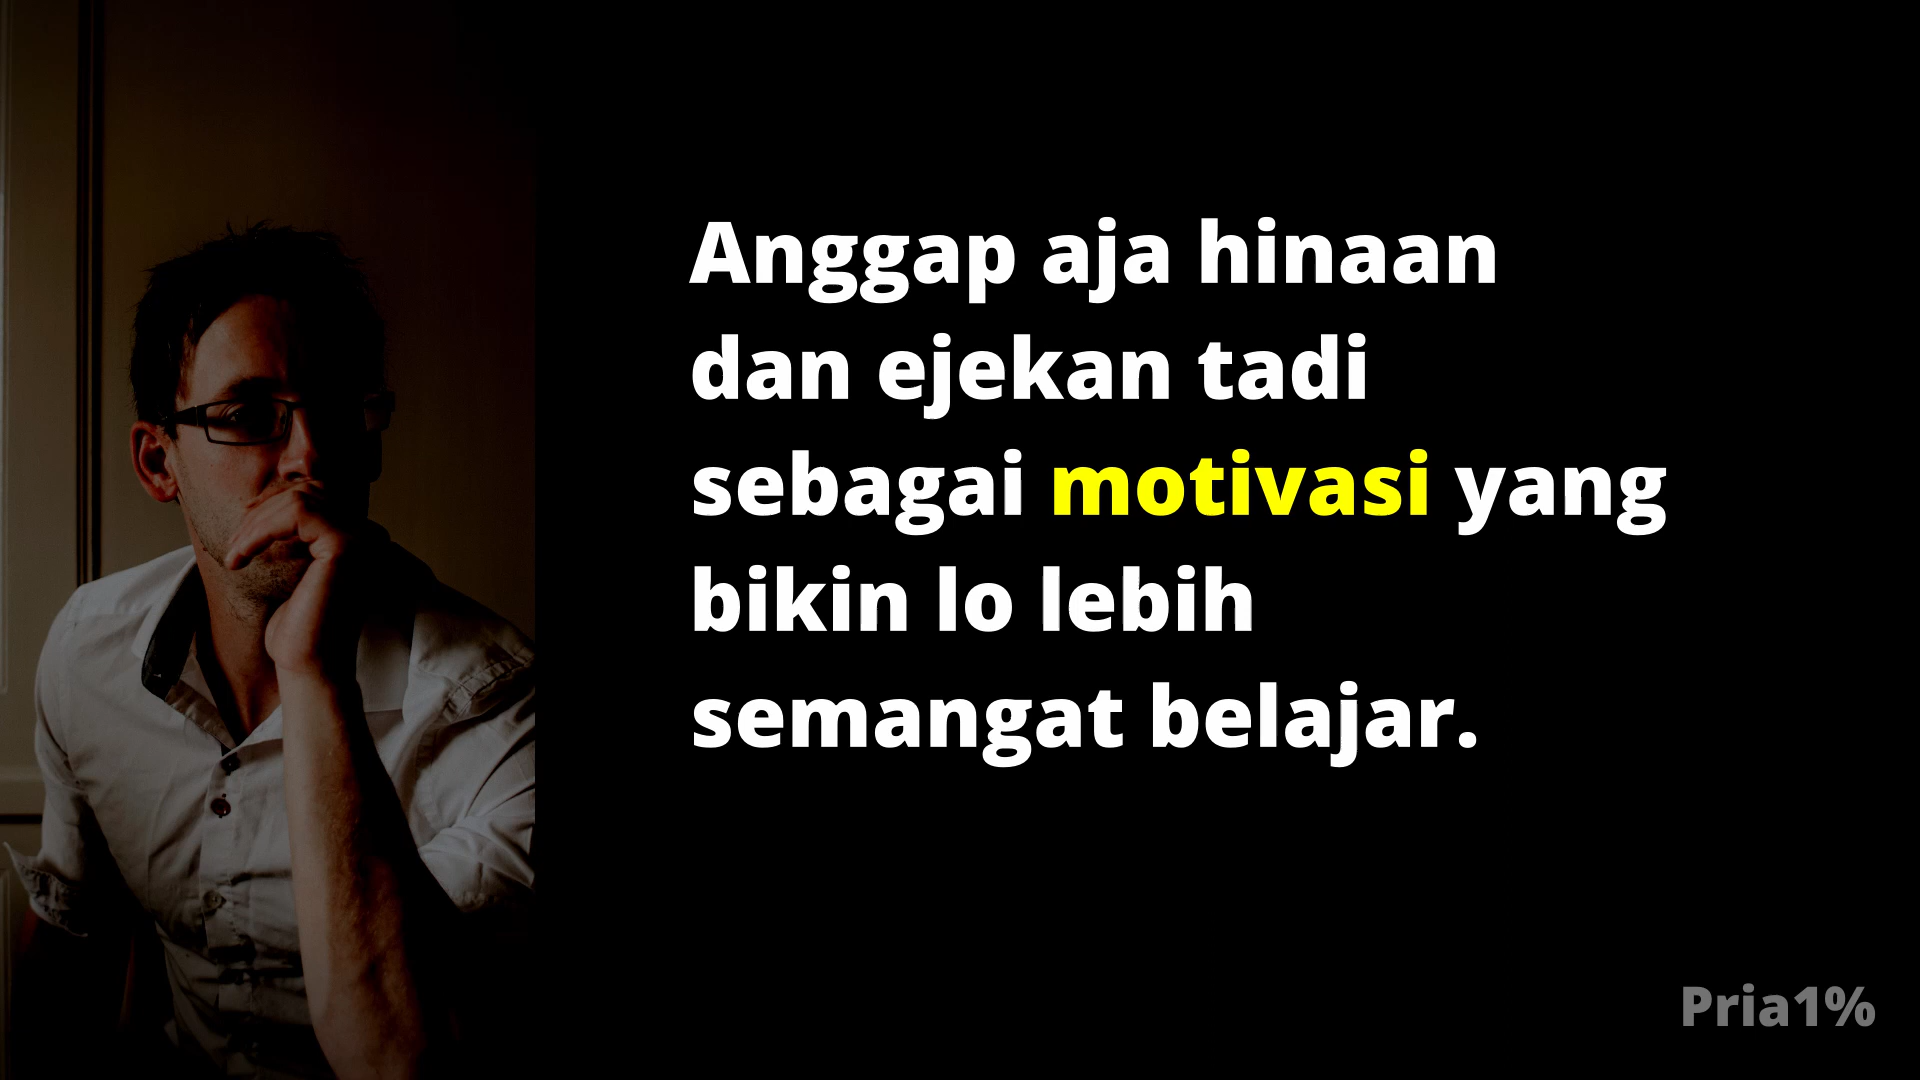 Anggap aja hinaan
dan ejekan tadi
sebagai motivasi yang
bikin lo lebih
semangat belajar.
Pria1%